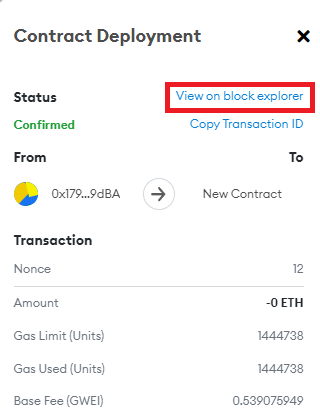 Contract Deployment
Status View on block explorer
Confirmed Copy Transaction ID
From To
0x179...9dBA New Contract
Transaction
Nonce 12
Amount -0 ETH
Gas Limit (Units) 1444738
Gas Used (Units) 1444738
Base Fee (GWEI) 0.539075949